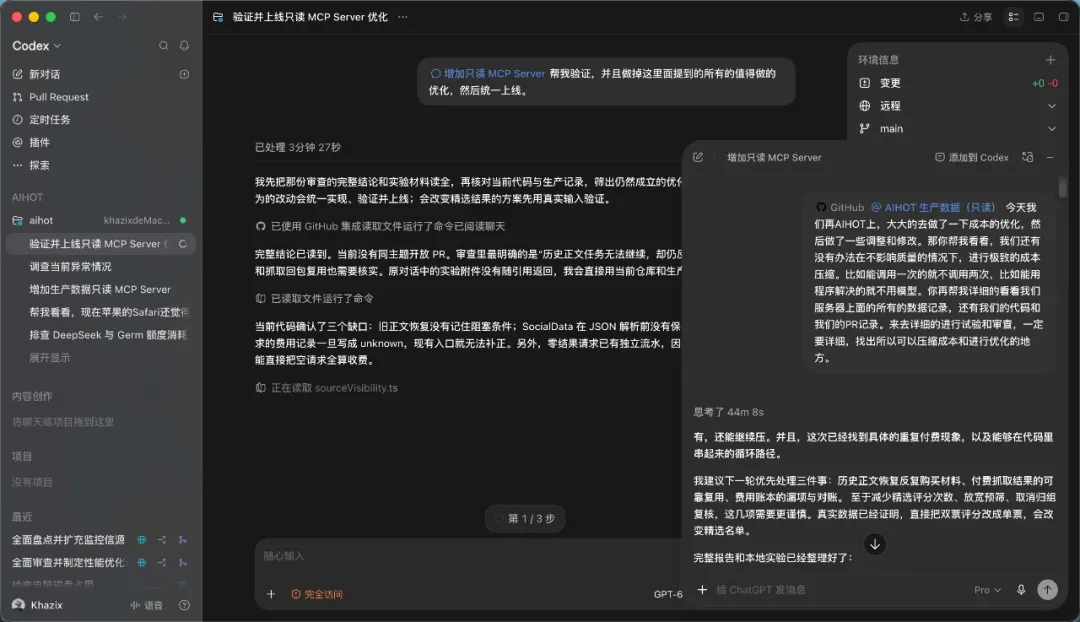 验证并上线只读 MCP Server 优化 ···
分享
Codex
新对话
Pull Request
定时任务
插件
探索
AIHOT
aihot khazixdeMac...
验证并上线只读 MCP Server
调查当前异常情况
增加生产数据只读 MCP Server
帮我看看，现在苹果的Safari还觉得
排查 DeepSeek 与 Germ 额度消耗
展开显示
内容创作
将聊天或项目拖到这里
项目
没有项目
最近
全面盘点并扩充监控信源
全面审查并制定性能优化
Khazix
语音
增加只读 MCP Server 帮我验证，并且做掉这里面提到的所有的值得做的
优化，然后统一上线。
已处理 3分钟 27秒
我先把那份审查的完整结论和实验材料读全，再核对当前代码与生产记录，筛出仍然成立的优化
为的改动会统一实现、验证并上线；会改变精选结果的方案先用真实输入验证。
已使用 GitHub 集成读取文件运行了命令已阅读聊天
完整结论已读到。当前没有同主题开放 PR。审查里最明确的是“历史正文任务无法继续，却仍反
和抓取回包复用也需要核实。原对话中的实验附件没有随引用返回，我会直接用当前仓库和生产
已读取文件运行了命令
当前代码确认了三个缺口：旧正文恢复没有记住阻塞条件；SocialData 在 JSON 解析前没有保
求的费用记录一旦写成 unknown，现有入口就无法补正。另外，零结果请求已有独立流水，因
能直接把空请求全算收费。
正在读取 sourceVisibility.ts
第 1 / 3 步
随心输入
完全访问
GPT-6
环境信息
变更 +0 -0
远程
main
增加只读 MCP Server
添加到 Codex
GitHub @ AIHOT 生产数据（只读） 今天我
们再AIHOT上，大大的去做了一下成本的优化，然
后做了一些调整和修改。那你帮我看看，我们还有
没有办法在不影响质量的情况下，进行极致的成本
压缩。比如能调用一次的就不调用两次，比如能用
程序解决的就不用模型。你再帮我详细的看看我们
服务器上面的所有的数据记录，还有我们的代码和
我们的PR记录。来去详细的进行试验和审查，一定
要详细，找出所以可以压缩成本和进行优化的地
方。
思考了 44m 8s
有，还能继续压。并且，这次已经找到具体的重复付费现象，以及能够在代码里
串起来的循环路径。
我建议下一轮优先处理三件事：历史正文恢复反复购买材料、付费抓取结果的可
靠复用、费用账本的漏项与对账。 至于减少精选评分次数、放宽预筛、取消归组
复核，这几项需要更谨慎。真实数据已经证明，直接把双票评分改成单票，会改
变精选名单。
完整报告和本地实验已经整理好了：
给 ChatGPT 发消息
Pro